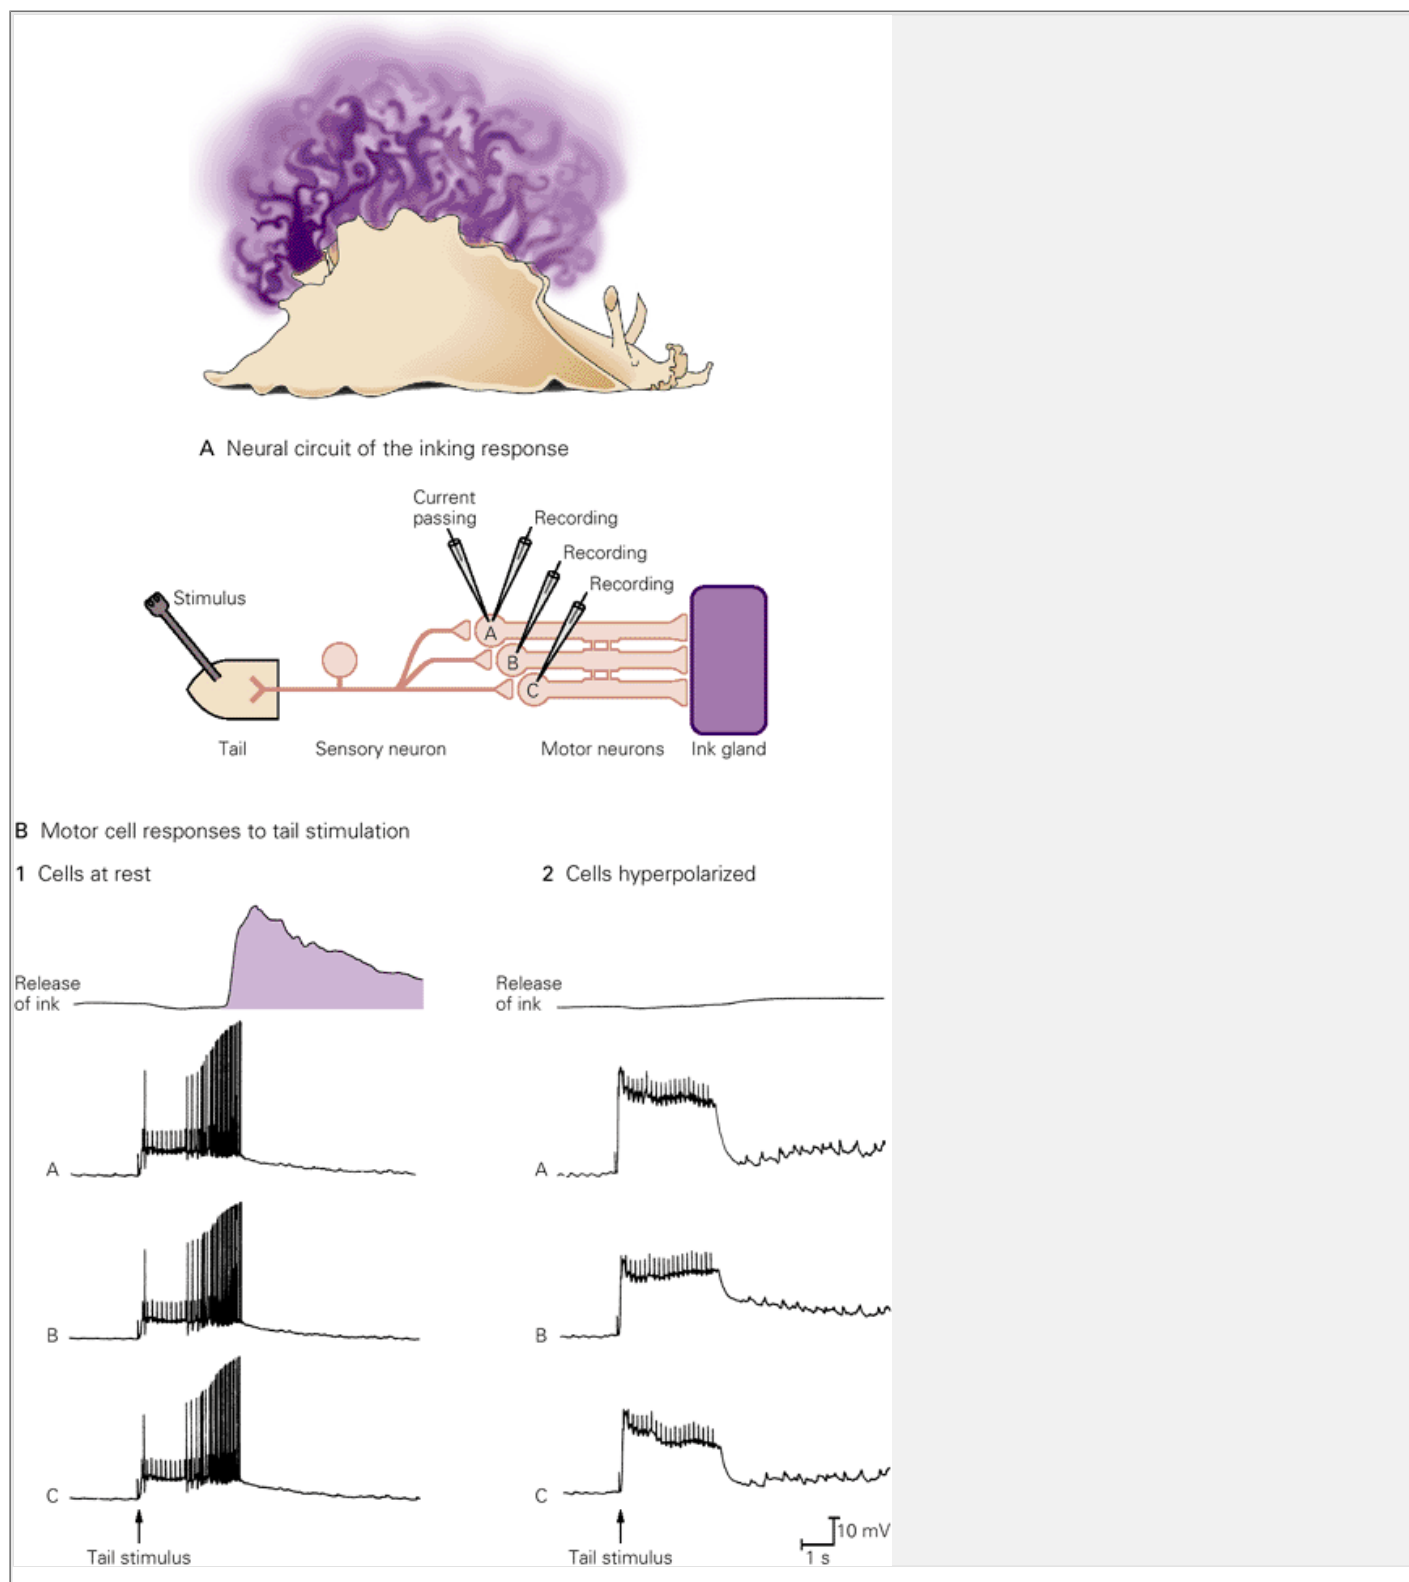 A Neural circuit of the inking response
Current
passing
Recording
Recording
Recording
Stimulus
A
B
C
Tail
Sensory neuron
Motor neurons
Ink gland
B Motor cell responses to tail stimulation
1 Cells at rest
2 Cells hyperpolarized
Release
of ink
Release
of ink
A
A
B
B
C
C
10 mV
1 s
Tail stimulus
Tail stimulus